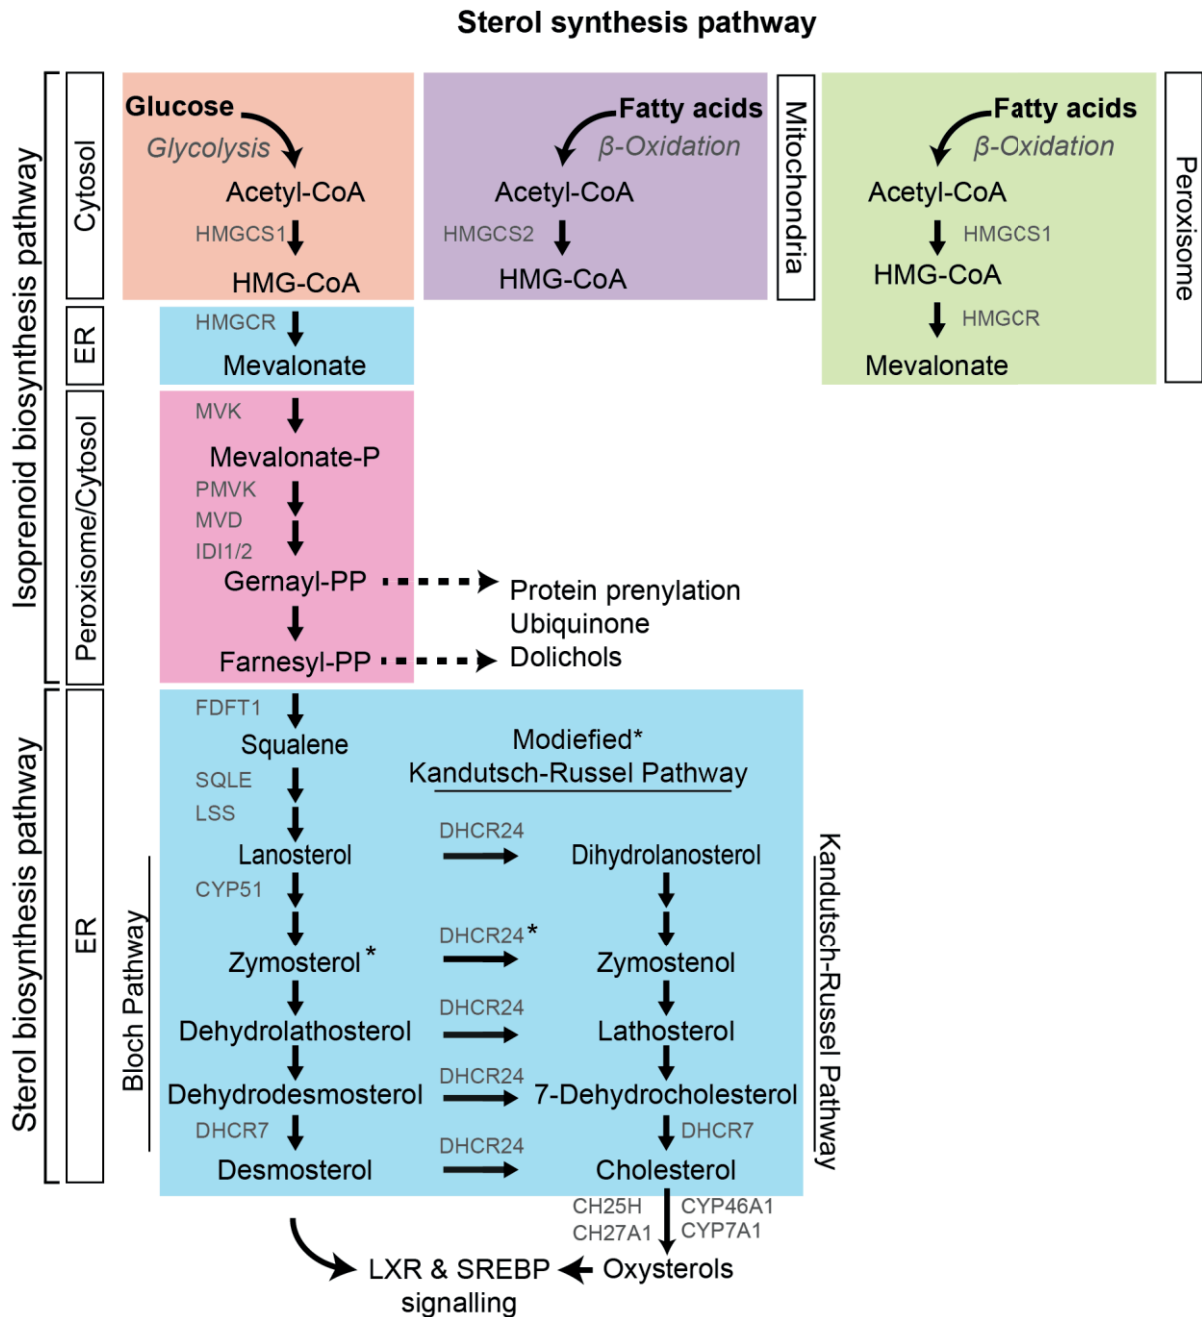 Sterol synthesis pathway
Isoprenoid biosynthesis pathway
Cytosol
Glucose
Glycolysis
Acetyl-CoA
HMGCS1
HMG-CoA
Fatty acids
β-Oxidation
Acetyl-CoA
HMGCS2
HMG-CoA
Mitochondria
Fatty acids
β-Oxidation
Acetyl-CoA
HMGCS1
HMG-CoA
HMGCR
Mevalonate
Peroxisome
ER
HMGCR
Mevalonate
Peroxisome/Cytosol
MVK
Mevalonate-P
PMVK
MVD
IDI1/2
Gernayl-PP
Farnesyl-PP
Protein prenylation
Ubiquinone
Dolichols
Sterol biosynthesis pathway
ER
Bloch Pathway
FDFT1
Squalene
SQLE
LSS
Lanosterol
CYP51
Zymosterol*
Dehydrolathosterol
Dehydrodesmosterol
DHCR7
Desmosterol
Modiefied*
Kandutsch-Russel Pathway
DHCR24
DHCR24*
DHCR24
DHCR24
DHCR24
Dihydrolanosterol
Zymostenol
Lathosterol
7-Dehydrocholesterol
DHCR7
Cholesterol
Kandutsch-Russel Pathway
CH25H
CH27A1
CYP46A1
CYP7A1
Oxysterols
LXR & SREBP
signalling